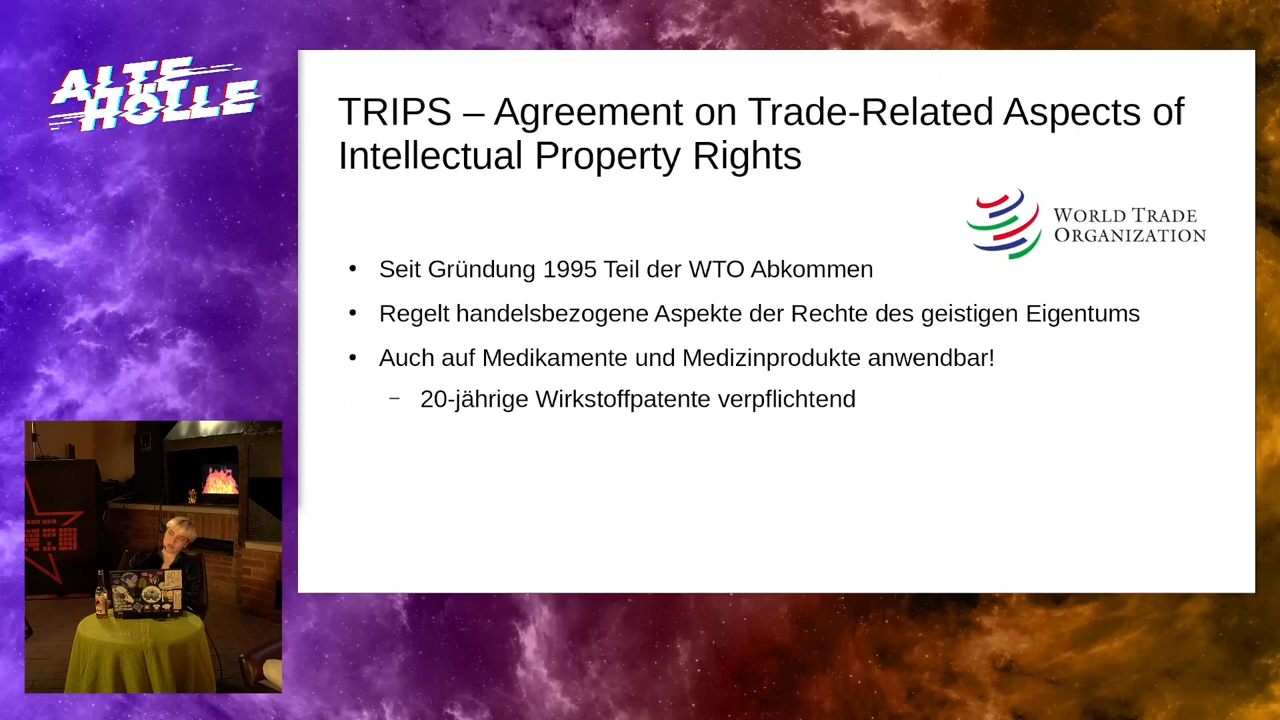 ALTE
HÖLLE
TRIPS – Agreement on Trade-Related Aspects of
Intellectual Property Rights
WORLD TRADE
ORGANIZATION
• Seit Gründung 1995 Teil der WTO Abkommen
• Regelt handelsbezogene Aspekte der Rechte des geistigen Eigentums
• Auch auf Medikamente und Medizinprodukte anwendbar!
– 20-jährige Wirkstoffpatente verpflichtend